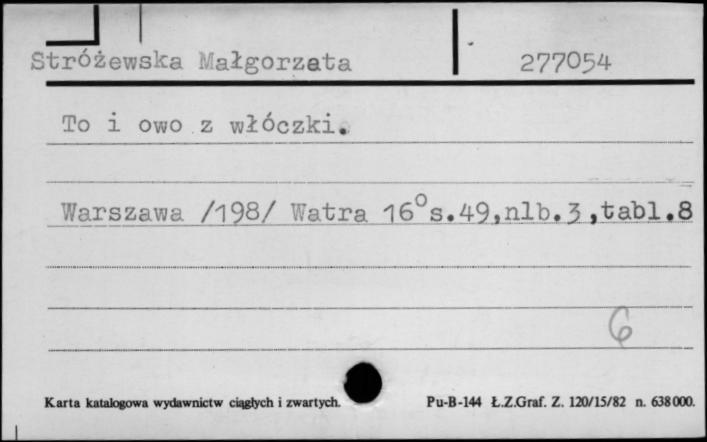 Stróżewska Małgorzata 277054
To i owo z włóczki.
Warszawa /198/ Watra 16° s.49,nlb.3,tabl.8
6
Karta katalogowa wydawnictw ciągłych i zwartych. Pu-B-144 Ł.Z.Graf. Z. 120/15/82 n. 638000.